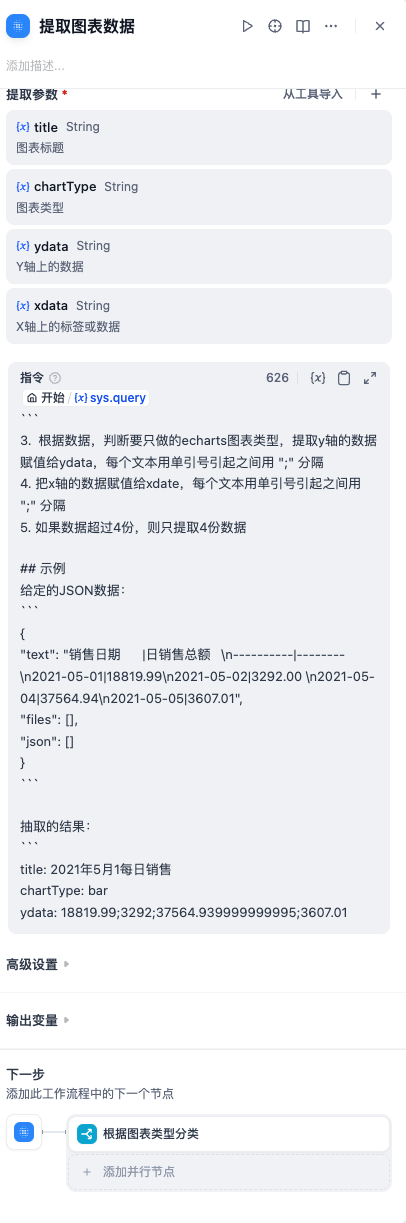 提取图表数据
添加描述...
提取参数 * 从工具导入 +
{x} title String
图表标题
{x} chartType String
图表类型
{x} ydata String
Y轴上的数据
{x} xdata String
X轴上的标签或数据
指令 626 {x}
开始 / {x} sys.query
```
3. 根据数据，判断要只做的echarts图表类型，提取y轴的数据
赋值给ydata，每个文本用单引号引起之间用 ";" 分隔
4. 把x轴的数据赋值给xdate，每个文本用单引号引起之间用
";" 分隔
5. 如果数据超过4份，则只提取4份数据
## 示例
给定的JSON数据：
```
{
"text": "销售日期 |日销售总额 \n----------|--------
\n2021-05-01|18819.99\n2021-05-02|3292.00 \n2021-05-
04|37564.94\n2021-05-05|3607.01",
"files": [],
"json": []
}
```
抽取的结果：
```
title: 2021年5月1每日销售
chartType: bar
ydata: 18819.99;3292;37564.939999999995;3607.01
高级设置
输出变量
下一步
添加此工作流程中的下一个节点
根据图表类型分类
+ 添加并行节点